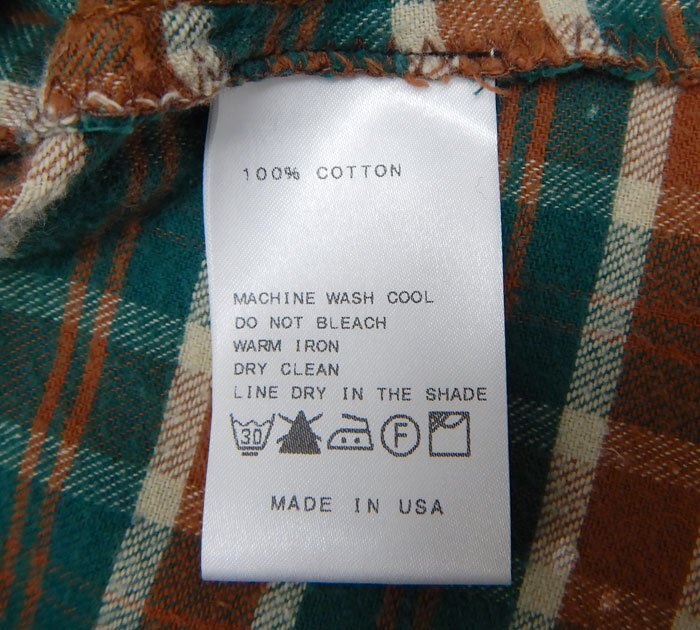 100% COTTON
MACHINE WASH COOL
DO NOT BLEACH
WARM IRON
DRY CLEAN
LINE DRY IN THE SHADE
30 F
MADE IN USA